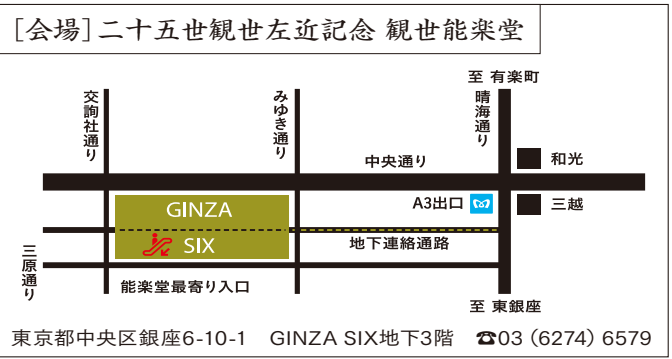 [会場]二十五世観世左近記念 観世能楽堂
至 有楽町
交詢社通り
みゆき通り
晴海通り
中央通り
和光
GINZA
A3出口
三越
SIX
地下連絡通路
三原通り
能楽堂最寄り入口
至 東銀座
東京都中央区銀座6-10-1 GINZA SIX地下3階 ☎03 (6274) 6579